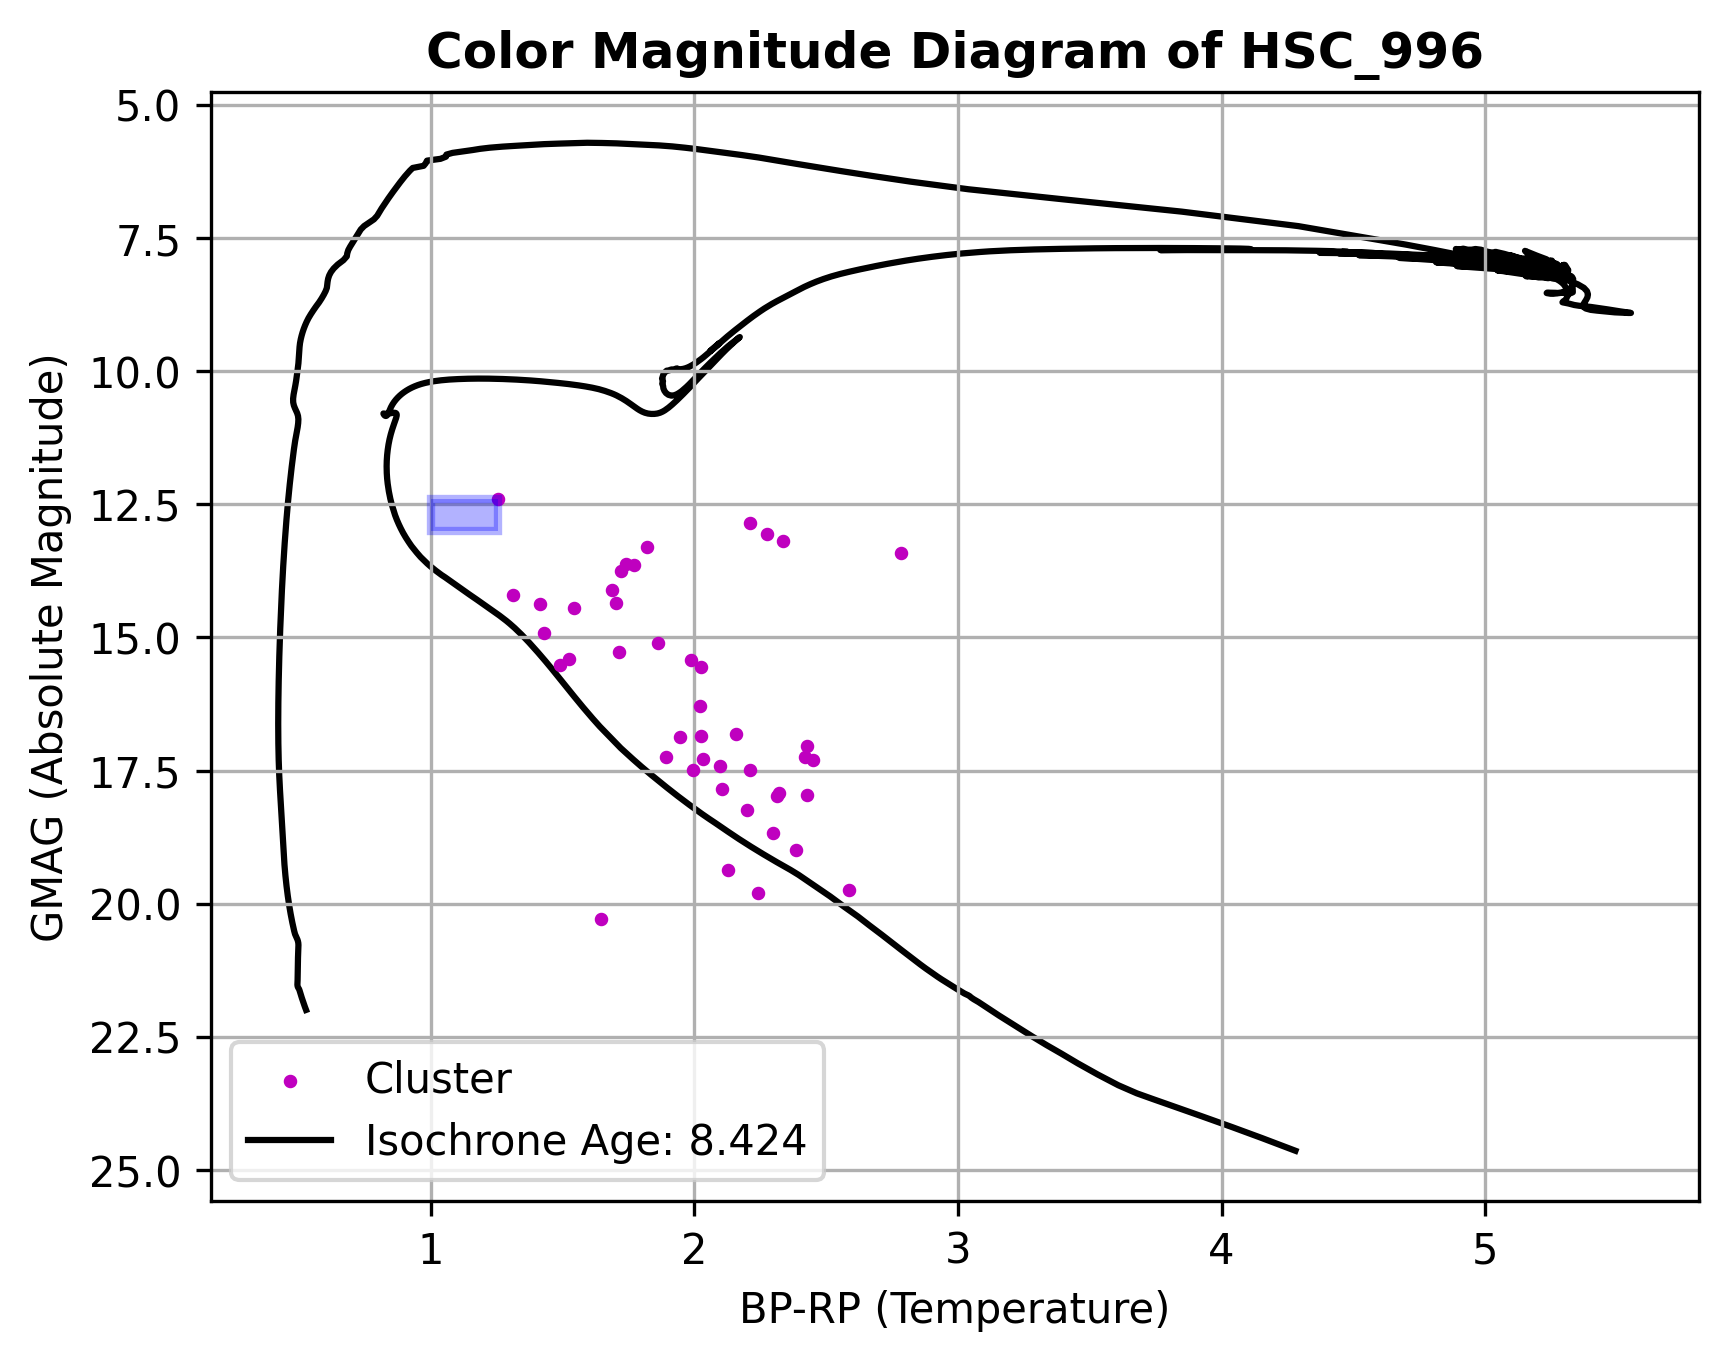 Color Magnitude Diagram of HSC_996
GMAG (Absolute Magnitude)
5.0
7.5
10.0
12.5
15.0
17.5
20.0
22.5
25.0
Cluster
Isochrone Age: 8.424
1 2 3 4 5
BP-RP (Temperature)